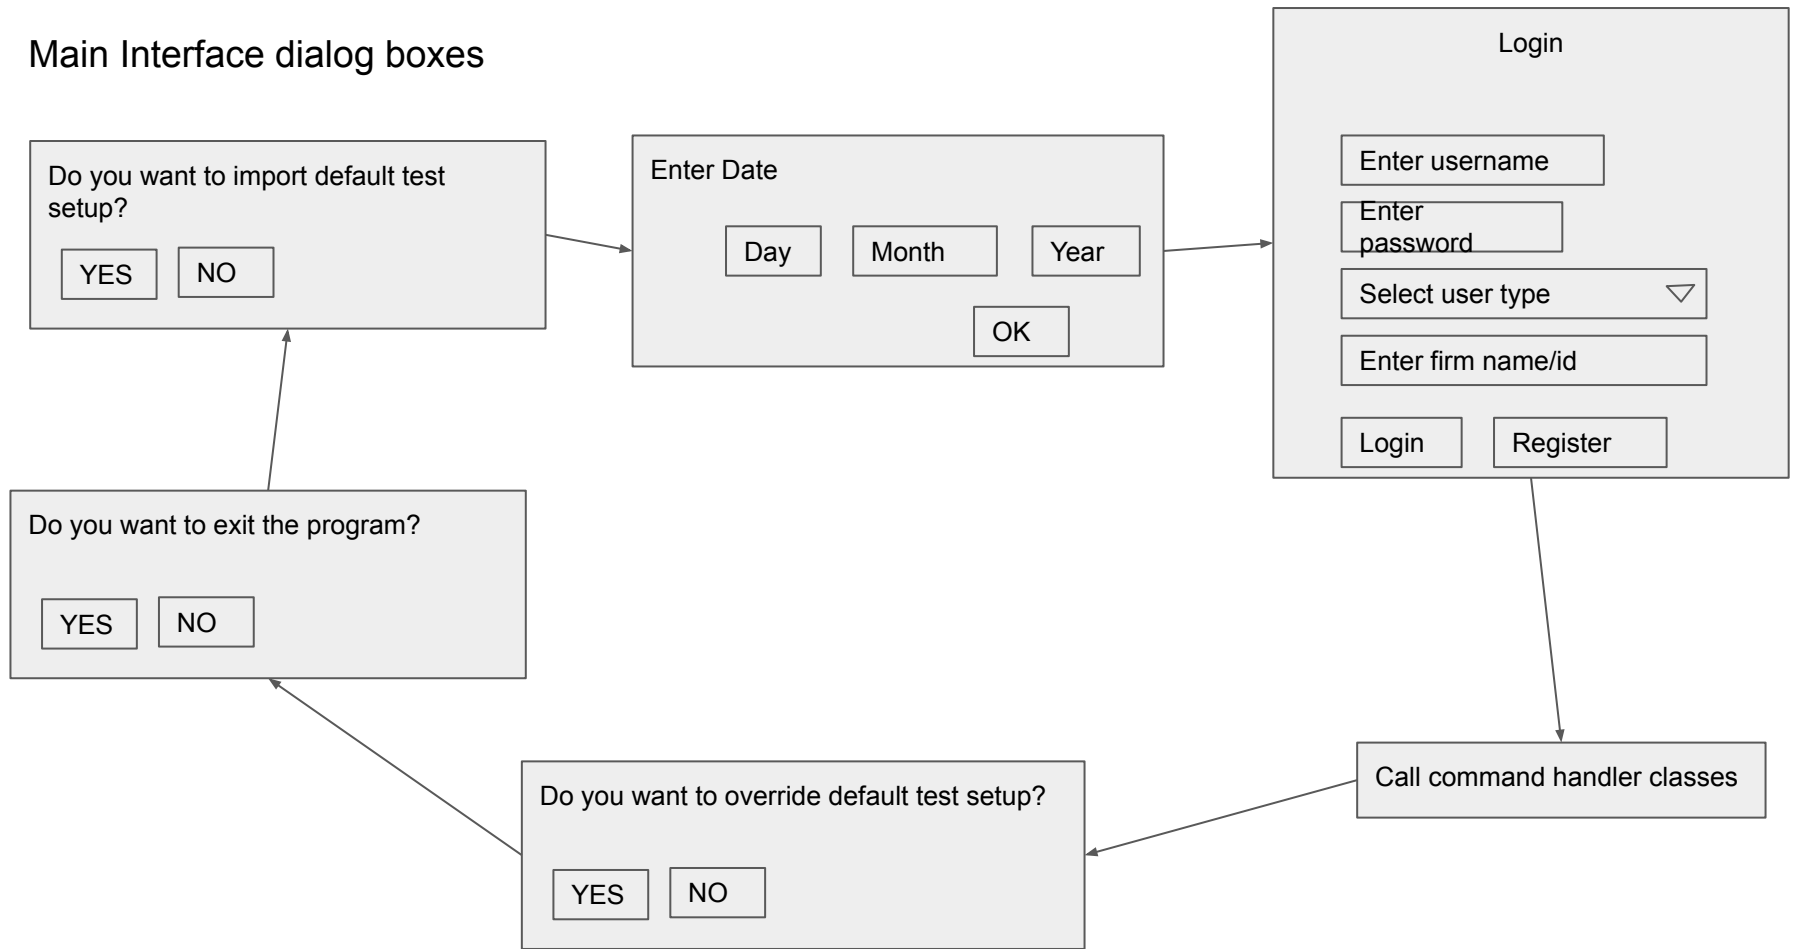 Main Interface dialog boxes
Do you want to import default test
setup?
YES
NO
Enter Date
Day
Month
Year
OK
Login
Enter username
Enter
password
Select user type
Enter firm name/id
Login
Register
Call command handler classes
Do you want to override default test setup?
YES
NO
Do you want to exit the program?
YES
NO